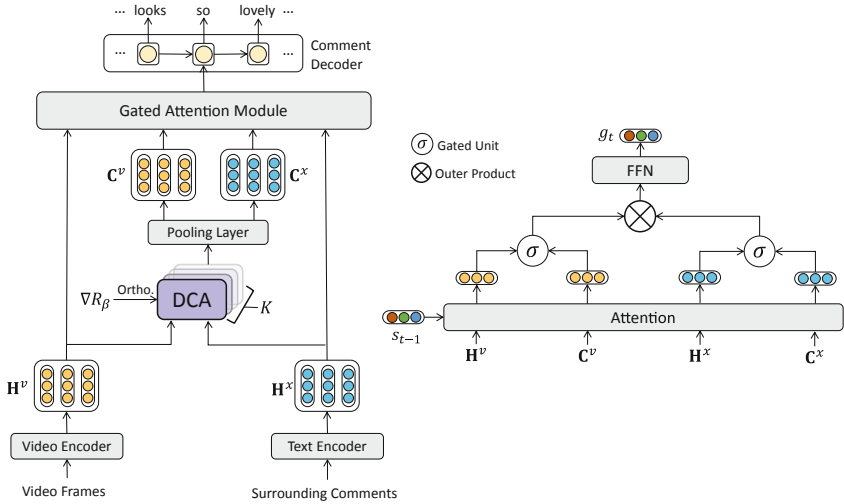 ... looks so lovely ...
... ...
Comment
Decoder
Gated Attention Module
C^v
C^x
Pooling Layer
∇R_β
Ortho.
DCA
K
H^v
H^x
Video Encoder
Text Encoder
Video Frames
Surrounding Comments
g_t
σ Gated Unit
FFN
Outer Product
σ
σ
s_{t−1}
Attention
H^v
C^v
H^x
C^x